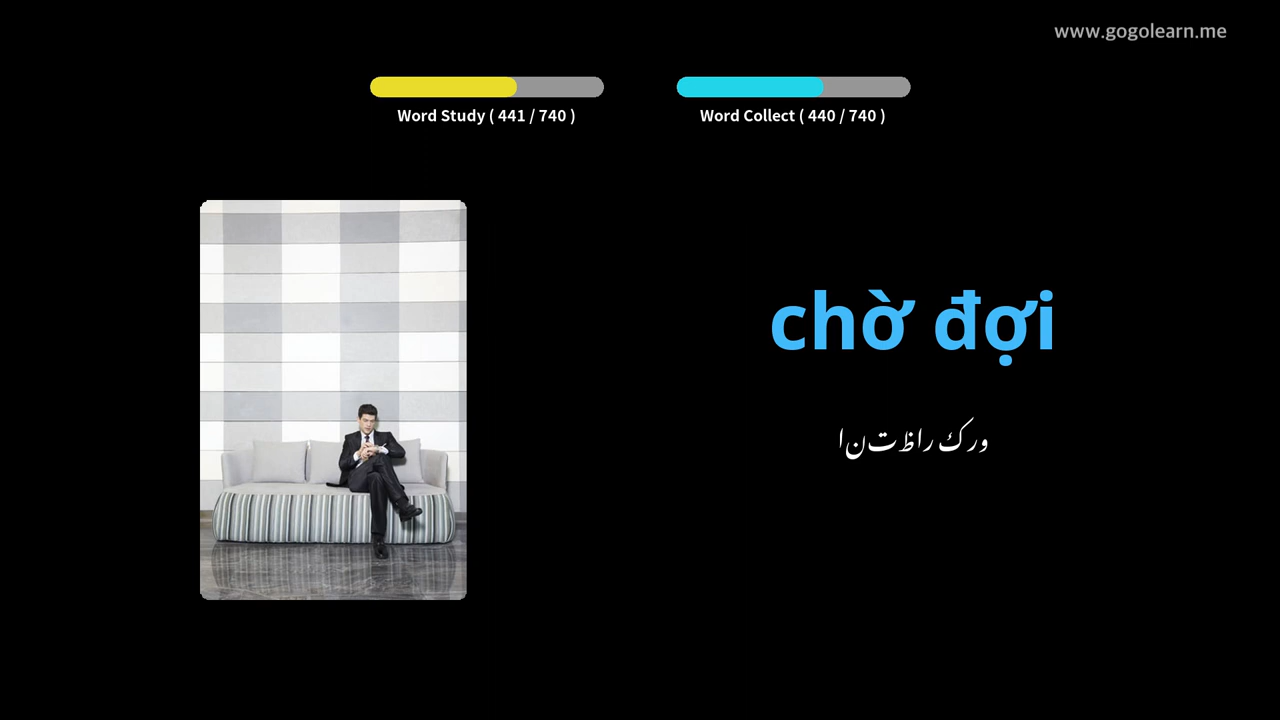 www.gogolearn.me
Word Study ( 441 / 740 )
Word Collect ( 440 / 740 )
chờ đợi
انتظار کرو